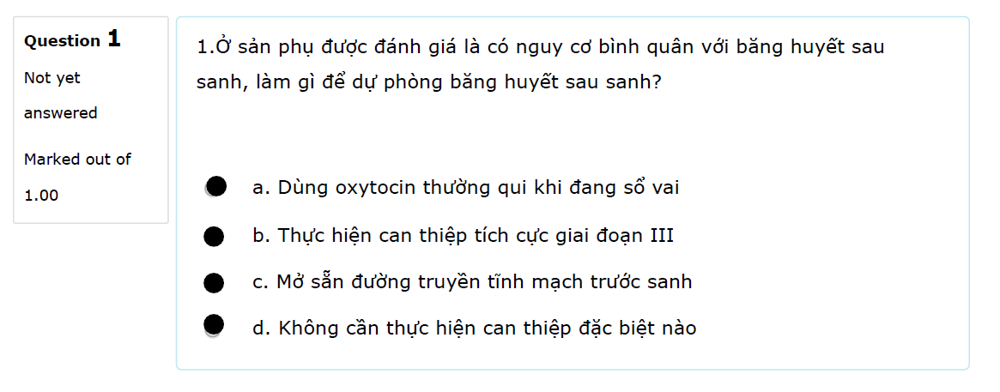 Question 1
Not yet
answered
Marked out of
1.00
1.Ở sản phụ được đánh giá là có nguy cơ bình quân với băng huyết sau
sanh, làm gì để dự phòng băng huyết sau sanh?
a. Dùng oxytocin thường qui khi đang sổ vai
b. Thực hiện can thiệp tích cực giai đoạn III
c. Mở sẵn đường truyền tĩnh mạch trước sanh
d. Không cần thực hiện can thiệp đặc biệt nào